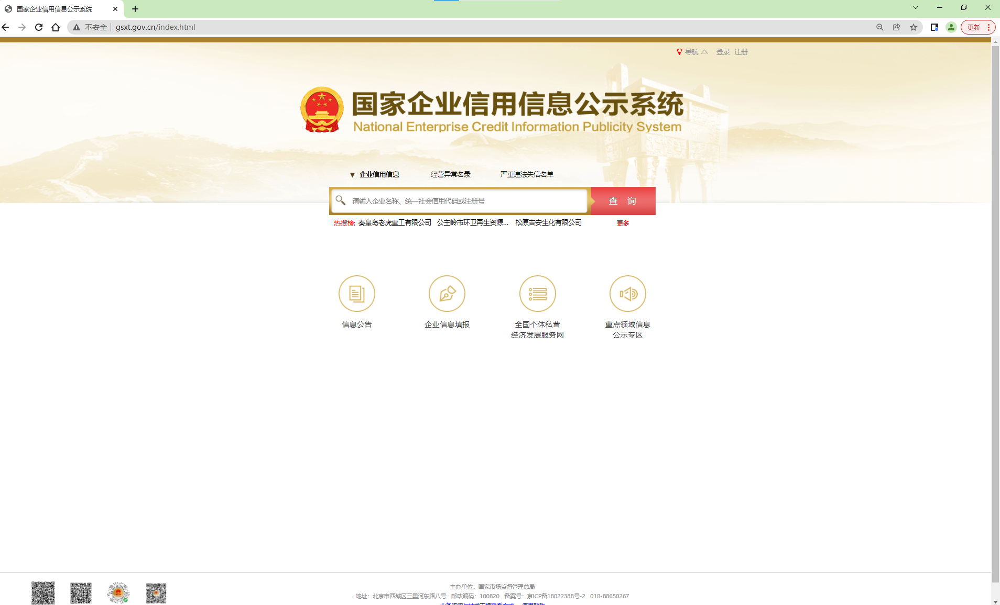 国家企业信用信息公示系统
不安全 gsxt.gov.cn/index.html 更新
导航 登录 注册
国家企业信用信息公示系统
National Enterprise Credit Information Publicity System
▼ 企业信用信息 经营异常名录 严重违法失信名单
请输入企业名称、统一社会信用代码或注册号 查 询
热搜榜: 秦皇岛老虎重工有限公司 公主岭市环卫再生资源... 松原吉安生化有限公司 更多
信息公告 企业信息填报 全国个体私营 重点领域信息
经济发展服务网 公示专区
主办单位：国家市场监督管理总局
地址：北京市西城区三里河东路八号 邮政编码：100820 备案号：京ICP备18022388号-2 010-88650267